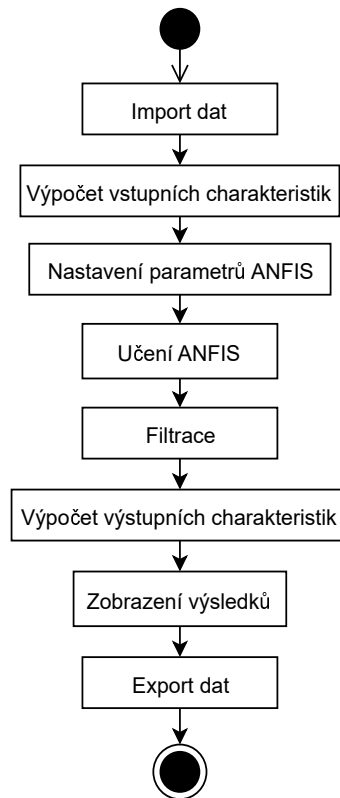 Import dat
Výpočet vstupních charakteristik
Nastavení parametrů ANFIS
Učení ANFIS
Filtrace
Výpočet výstupních charakteristik
Zobrazení výsledků
Export dat